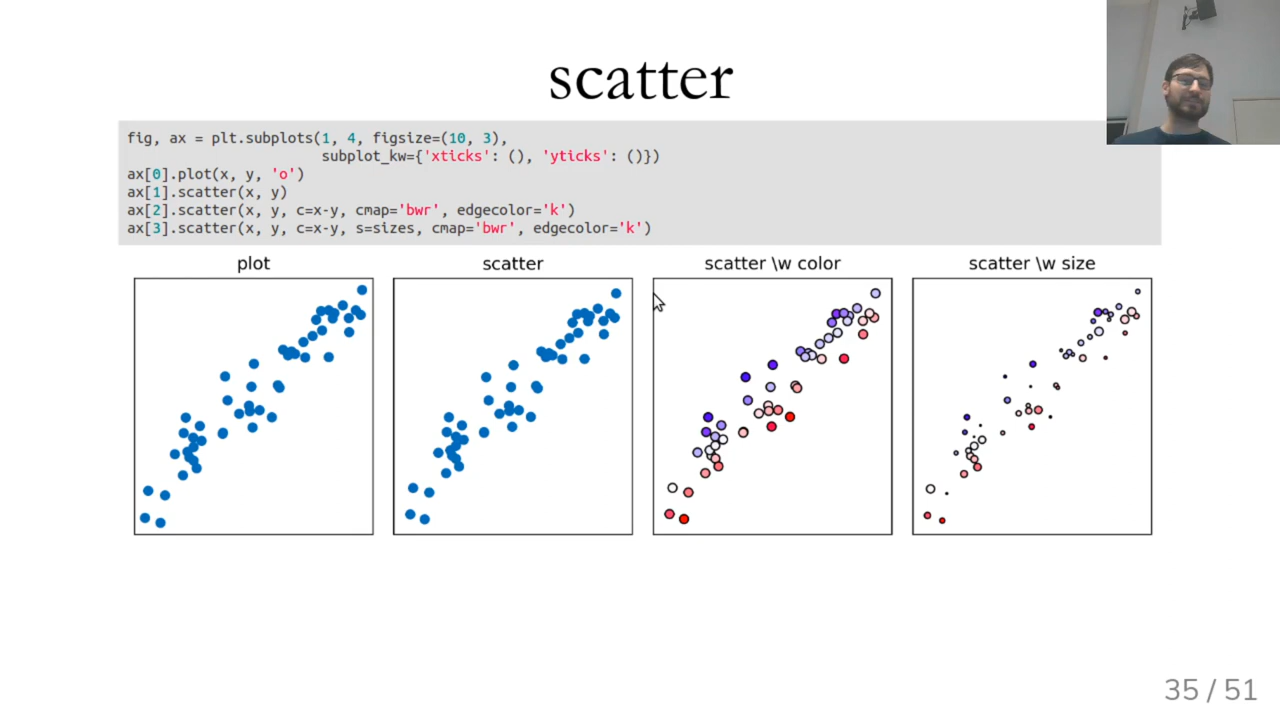 scatter
fig, ax = plt.subplots(1, 4, figsize=(10, 3),
                       subplot_kw={'xticks': (), 'yticks': ()})
ax[0].plot(x, y, 'o')
ax[1].scatter(x, y)
ax[2].scatter(x, y, c=x-y, cmap='bwr', edgecolor='k')
ax[3].scatter(x, y, c=x-y, s=sizes, cmap='bwr', edgecolor='k')
plot
scatter
scatter \w color
scatter \w size
35 / 51